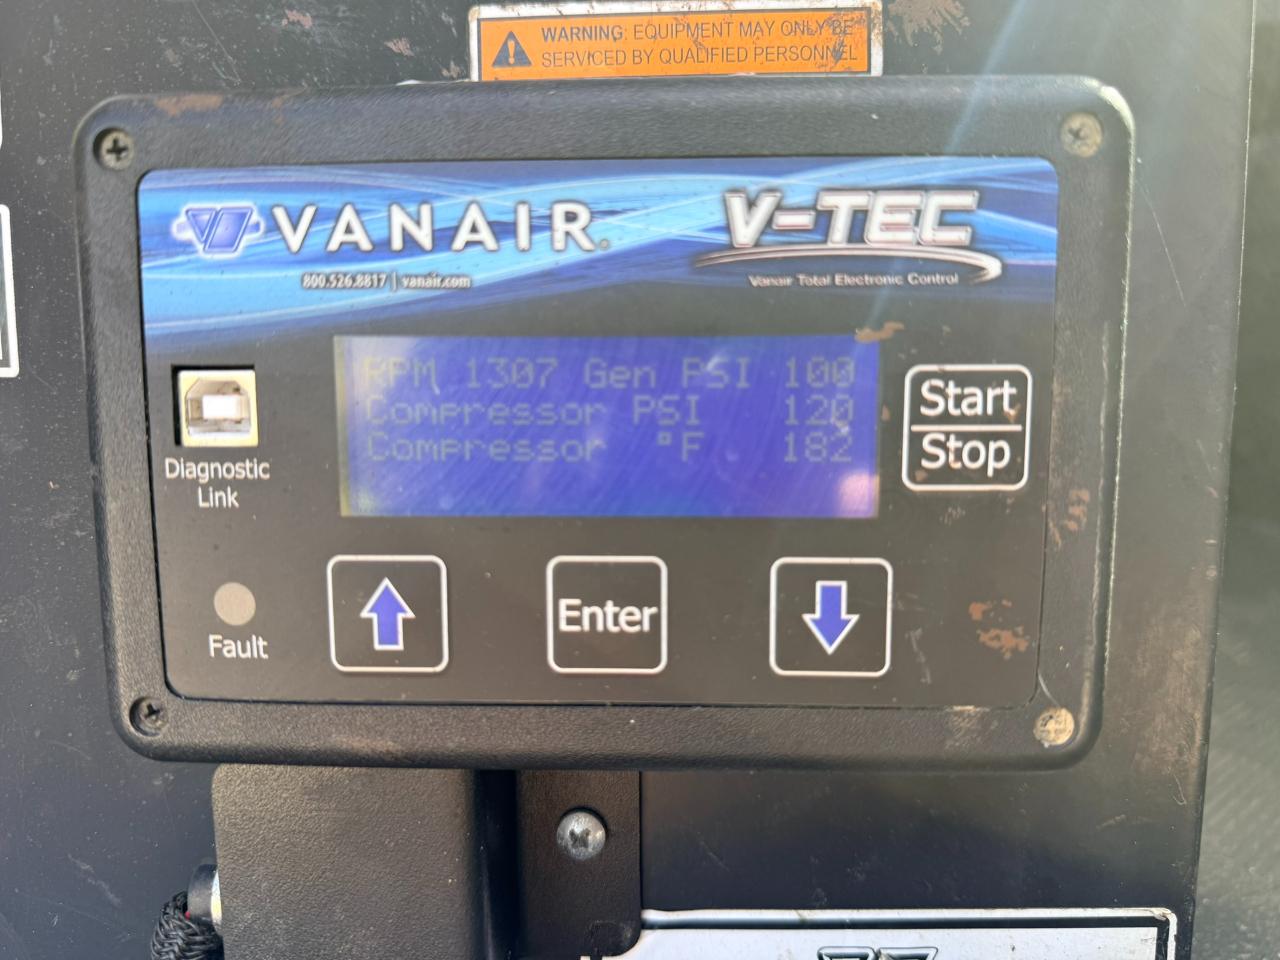 WARNING: EQUIPMENT MAY ONLY BE
SERVICED BY QUALIFIED PERSONNEL
VANAIR®
800.526.8817 | vanair.com
V-TEC
Vanair Total Electronic Control
RPM 1307 Gen PSI 100
Compressor PSI 120
Compressor °F 182
Start
Stop
Diagnostic
Link
Fault
Enter